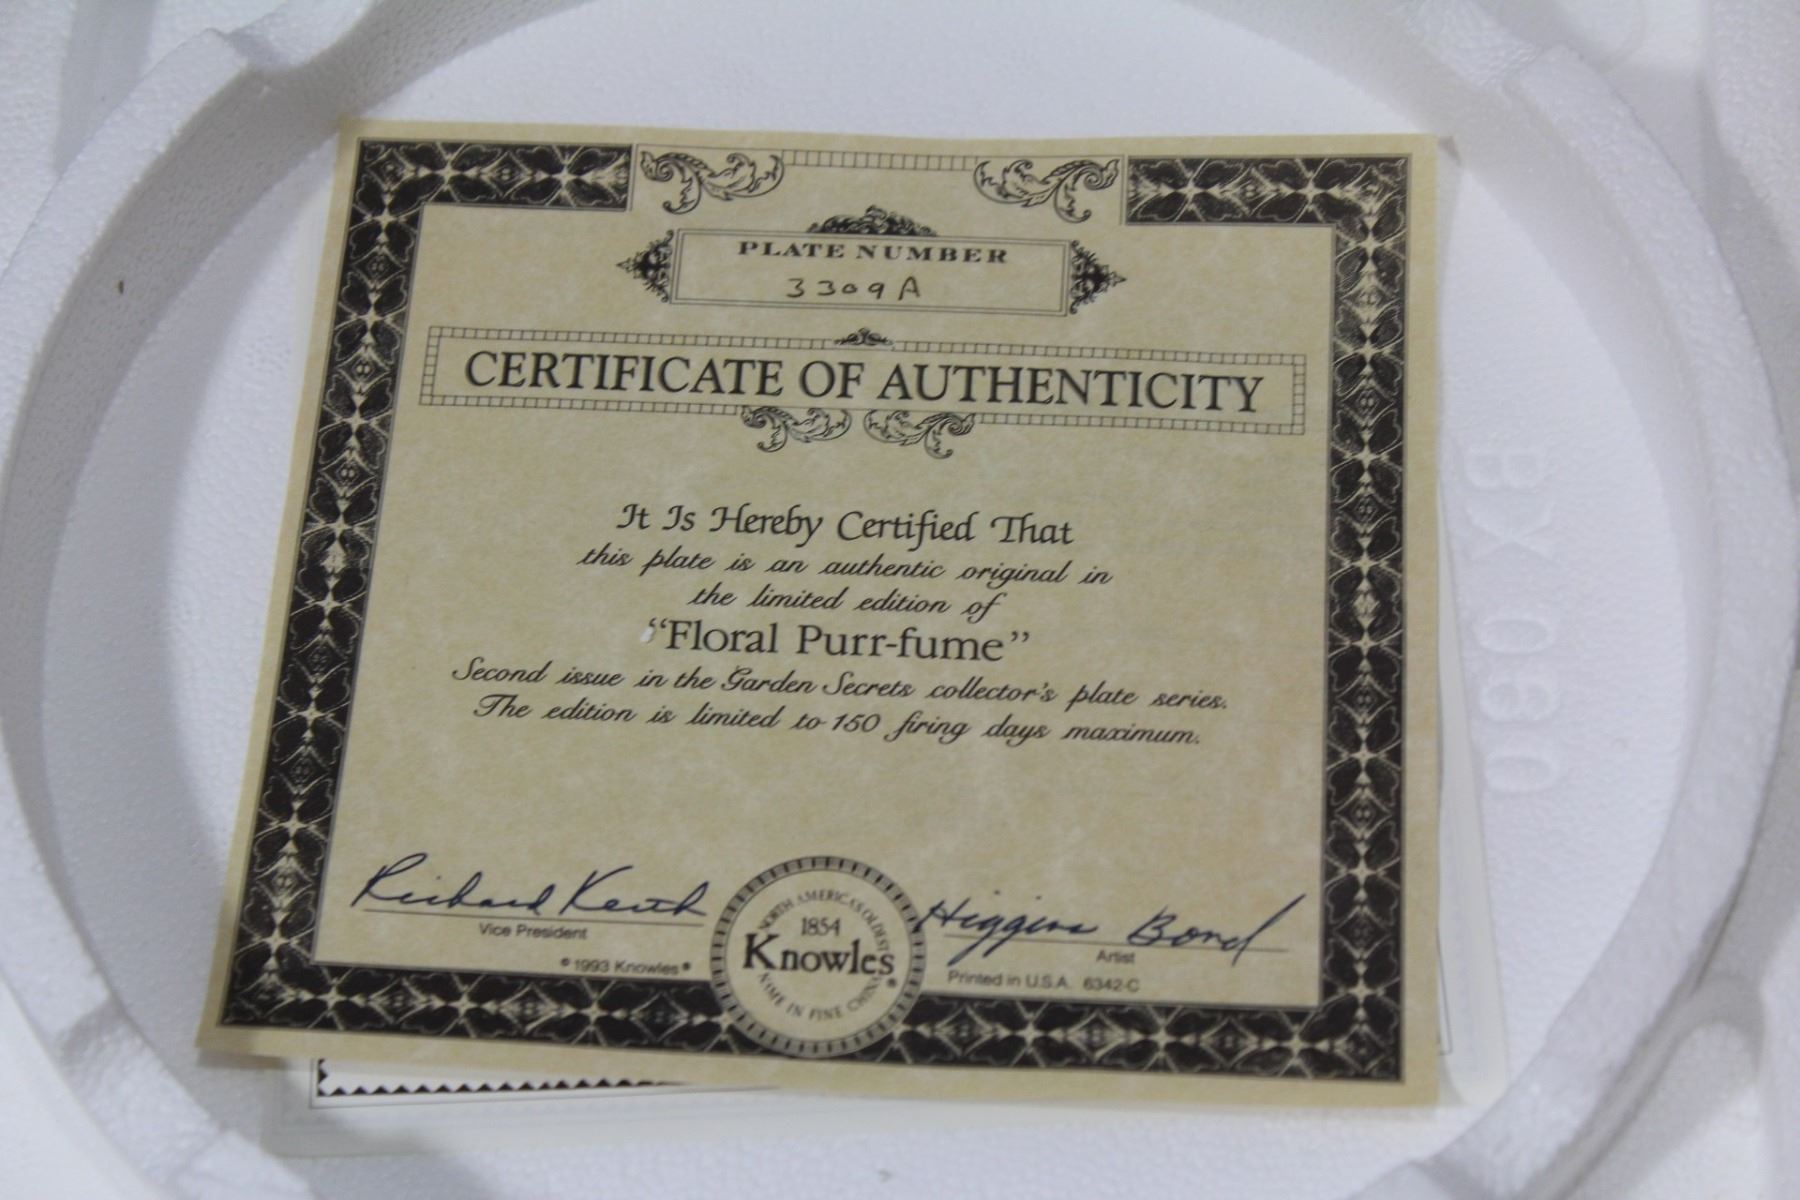 PLATE NUMBER
3309A
CERTIFICATE OF AUTHENTICITY
It Is Hereby Certified That
this plate is an authentic original in
the limited edition of
"Floral Purr-fume"
Second issue in the Garden Secrets collector's plate series.
The edition is limited to 150 firing days maximum.
Richard Keith
Vice President
©1993 Knowles®
NORTH AMERICA'S OLDEST
1854
Knowles®
NAME IN FINE CHINA
Higgins Bond
Artist
Printed in U.S.A. 6342-C
BX 060